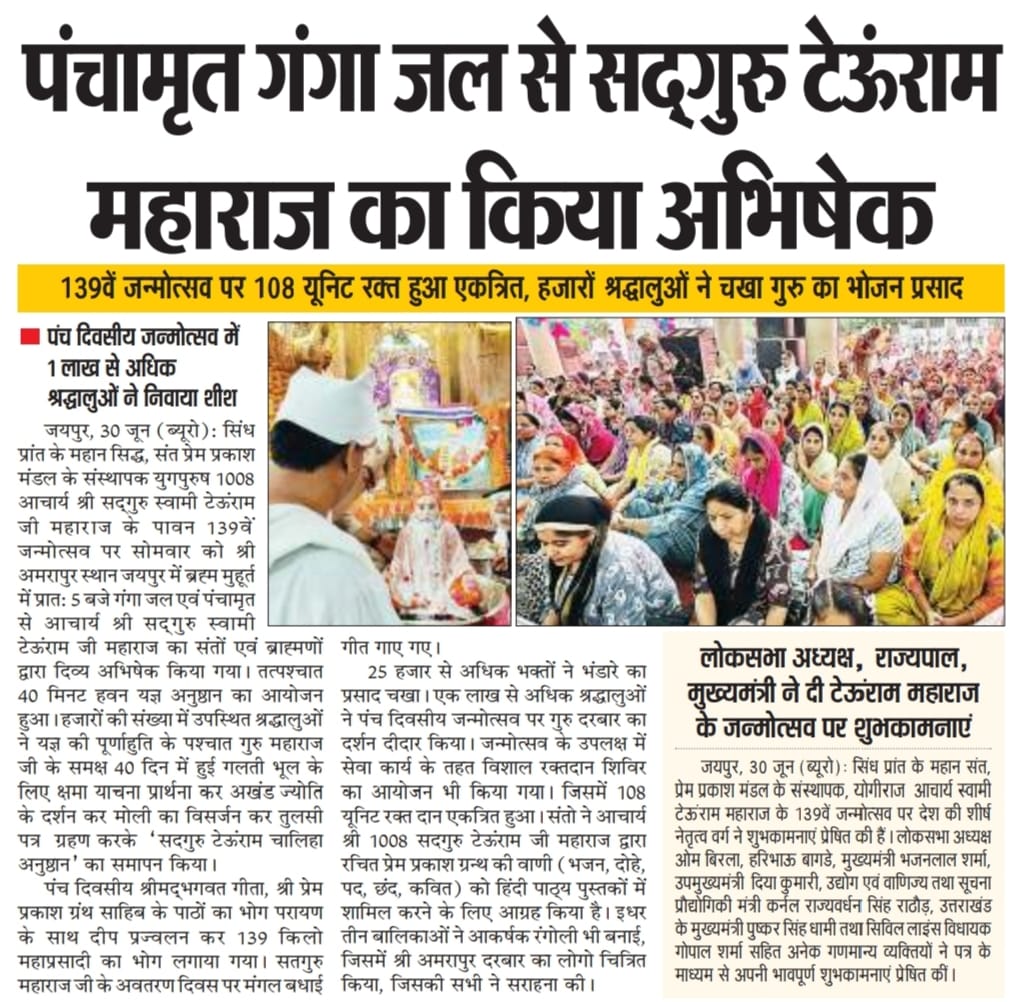 पंचामृत गंगा जल से सद्गुरु टेऊंराम
महाराज का किया अभिषेक
139वें जन्मोत्सव पर 108 यूनिट रक्त हुआ एकत्रित, हजारों श्रद्धालुओं ने चखा गुरु का भोजन प्रसाद
पंच दिवसीय जन्मोत्सव में
1 लाख से अधिक
श्रद्धालुओं ने निवाया शीश
जयपुर, 30 जून (ब्यूरो): सिंध
प्रांत के महान सिद्ध, संत प्रेम प्रकाश
मंडल के संस्थापक युगपुरुष 1008
आचार्य श्री सद्गुरु स्वामी टेऊंराम
जी महाराज के पावन 139वें
जन्मोत्सव पर सोमवार को श्री
अमरापुर स्थान जयपुर में ब्रह्म मुहूर्त
में प्रात: 5 बजे गंगा जल एवं पंचामृत
से आचार्य श्री सद्गुरु स्वामी
टेऊंराम जी महाराज का संतों एवं ब्राह्मणों
द्वारा दिव्य अभिषेक किया गया। तत्पश्चात
40 मिनट हवन यज्ञ अनुष्ठान का आयोजन
हुआ। हजारों की संख्या में उपस्थित श्रद्धालुओं
ने यज्ञ की पूर्णाहुति के पश्चात गुरु महाराज
जी के समक्ष 40 दिन में हुई गलती भूल के
लिए क्षमा याचना प्रार्थना कर अखंड ज्योति
के दर्शन कर मोली का विसर्जन कर तुलसी
पत्र ग्रहण करके ‘सदगुरु टेऊंराम चालिहा
अनुष्ठान’ का समापन किया।
पंच दिवसीय श्रीमद्भगवत गीता, श्री प्रेम
प्रकाश ग्रंथ साहिब के पाठों का भोग परायण
के साथ दीप प्रज्वलन कर 139 किलो
महाप्रसादी का भोग लगाया गया। सतगुरु
महाराज जी के अवतरण दिवस पर मंगल बधाई
गीत गाए गए।
25 हजार से अधिक भक्तों ने भंडारे का
प्रसाद चखा। एक लाख से अधिक श्रद्धालुओं
ने पंच दिवसीय जन्मोत्सव पर गुरु दरबार का
दर्शन दीदार किया। जन्मोत्सव के उपलक्ष में
सेवा कार्य के तहत विशाल रक्तदान शिविर
का आयोजन भी किया गया। जिसमें 108
यूनिट रक्त दान एकत्रित हुआ। संतो ने आचार्य
श्री 1008 सदगुरु टेऊंराम जी महाराज द्वारा
रचित प्रेम प्रकाश ग्रन्थ की वाणी (भजन, दोहे,
पद, छंद, कवित) को हिंदी पाठ्य पुस्तकों में
शामिल करने के लिए आग्रह किया है। इधर
तीन बालिकाओं ने आकर्षक रंगोली भी बनाई,
जिसमें श्री अमरापुर दरबार का लोगो चित्रित
किया, जिसकी सभी ने सराहना की।
लोकसभा अध्यक्ष, राज्यपाल,
मुख्यमंत्री ने दी टेऊंराम महाराज
के जन्मोत्सव पर शुभकामनाएं
जयपुर, 30 जून (ब्यूरो): सिंध प्रांत के महान संत,
प्रेम प्रकाश मंडल के संस्थापक, योगीराज आचार्य स्वामी
टेऊंराम महाराज के 139वें जन्मोत्सव पर देश की शीर्ष
नेतृत्व वर्ग ने शुभकामनाएं प्रेषित की हैं। लोकसभा अध्यक्ष
ओम बिरला, हरिभाऊ बागडे, मुख्यमंत्री भजनलाल शर्मा,
उपमुख्यमंत्री दिया कुमारी, उद्योग एवं वाणिज्य तथा सूचना
प्रौद्योगिकी मंत्री कर्नल राज्यवर्धन सिंह राठौड़, उत्तराखंड
के मुख्यमंत्री पुष्कर सिंह धामी तथा सिविल लाइंस विधायक
गोपाल शर्मा सहित अनेक गणमान्य व्यक्तियों ने पत्र के
माध्यम से अपनी भावपूर्ण शुभकामनाएं प्रेषित कीं।